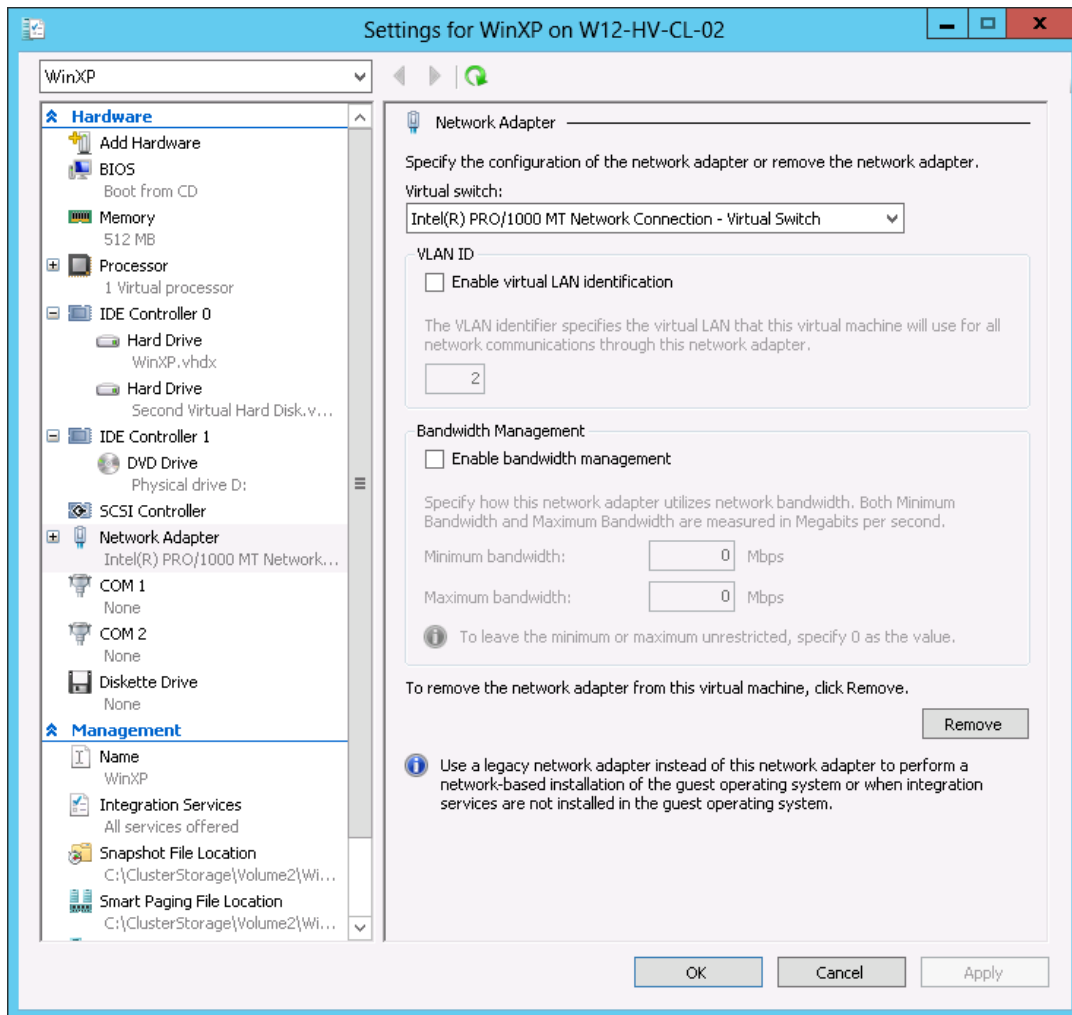 Settings for WinXP on W12-HV-CL-02
WinXP
Hardware
Add Hardware
BIOS
Boot from CD
Memory
512 MB
Processor
1 Virtual processor
IDE Controller 0
Hard Drive
WinXP.vhdx
Hard Drive
Second Virtual Hard Disk.v...
IDE Controller 1
DVD Drive
Physical drive D:
SCSI Controller
Network Adapter
Intel(R) PRO/1000 MT Network...
COM 1
None
COM 2
None
Diskette Drive
None
Management
Name
WinXP
Integration Services
All services offered
Snapshot File Location
C:\ClusterStorage\Volume2\Wi...
Smart Paging File Location
C:\ClusterStorage\Volume2\Wi...
Network Adapter
Specify the configuration of the network adapter or remove the network adapter.
Virtual switch:
Intel(R) PRO/1000 MT Network Connection - Virtual Switch
VLAN ID
Enable virtual LAN identification
The VLAN identifier specifies the virtual LAN that this virtual machine will use for all
network communications through this network adapter.
2
Bandwidth Management
Enable bandwidth management
Specify how this network adapter utilizes network bandwidth. Both Minimum
Bandwidth and Maximum Bandwidth are measured in Megabits per second.
Minimum bandwidth: 0 Mbps
Maximum bandwidth: 0 Mbps
To leave the minimum or maximum unrestricted, specify 0 as the value.
To remove the network adapter from this virtual machine, click Remove.
Remove
Use a legacy network adapter instead of this network adapter to perform a
network-based installation of the guest operating system or when integration
services are not installed in the guest operating system.
OK Cancel Apply